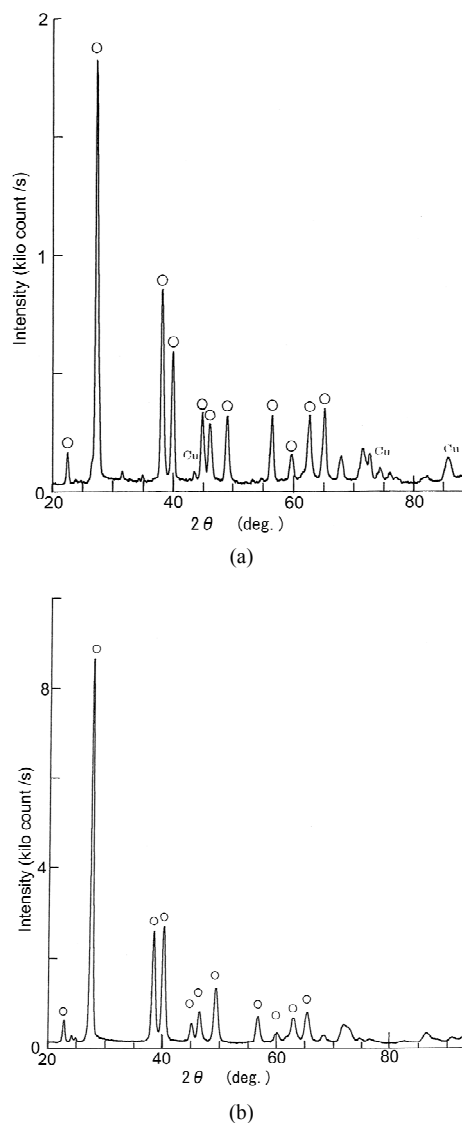 2
Intensity (kilo count /s)
1
Cu
Cu
Cu
0
20 40 60 80
2θ (deg.)
(a)
8
Intensity (kilo count /s)
4
0
20 40 60 80
2θ (deg.)
(b)